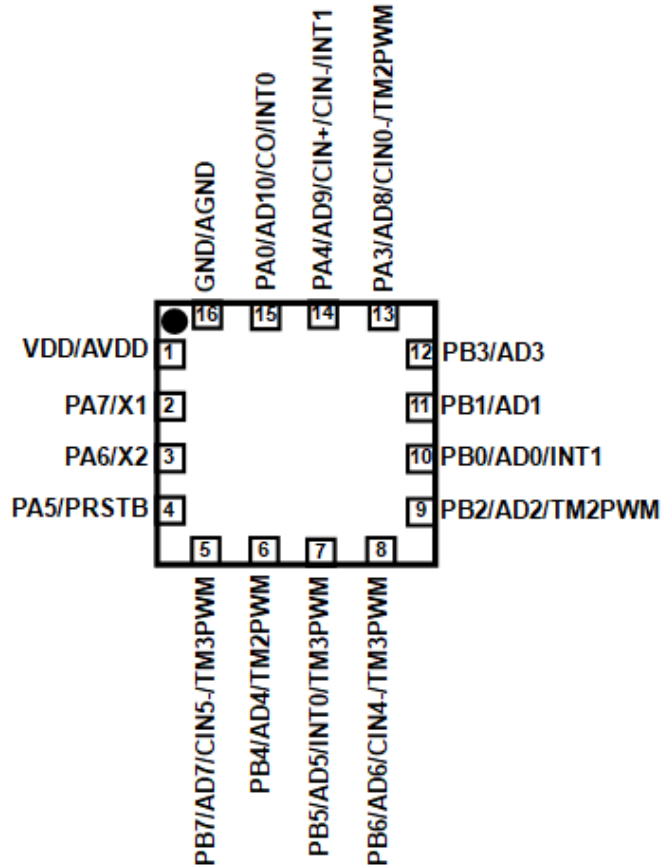 GND/AGND
PA0/AD10/CO/INT0
PA4/AD9/CIN+/CIN-/INT1
PA3/AD8/CIN0-/TM2PWM
16
15
14
13
VDD/AVDD
1
12
PB3/AD3
PA7/X1
2
11
PB1/AD1
PA6/X2
3
10
PB0/AD0/INT1
PA5/PRSTB
4
9
PB2/AD2/TM2PWM
5
6
7
8
PB7/AD7/CIN5-/TM3PWM
PB4/AD4/TM2PWM
PB5/AD5/INT0/TM3PWM
PB6/AD6/CIN4-/TM3PWM